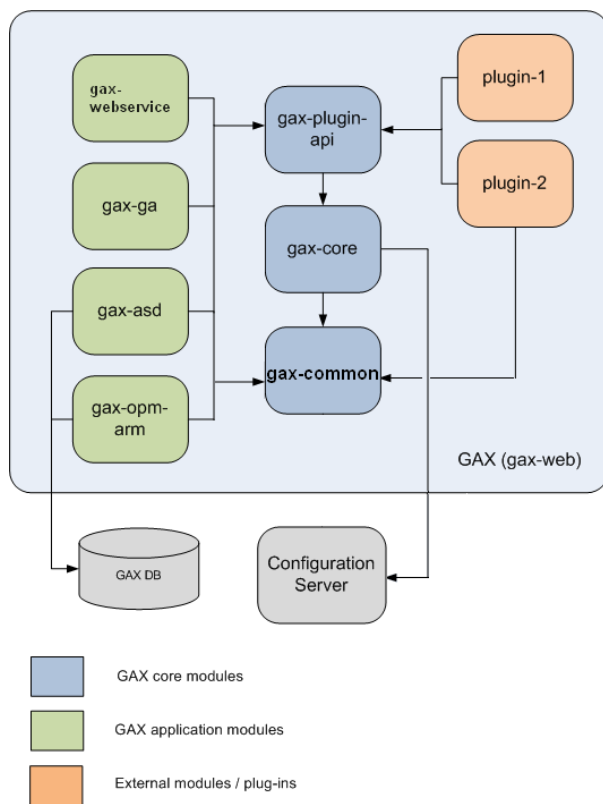 gax-
webservice
gax-plugin-
api
plugin-1
gax-ga
plugin-2
gax-core
gax-asd
gax-common
gax-opm-
arm
GAX (gax-web)
GAX DB
Configuration
Server
GAX core modules
GAX application modules
External modules / plug-ins